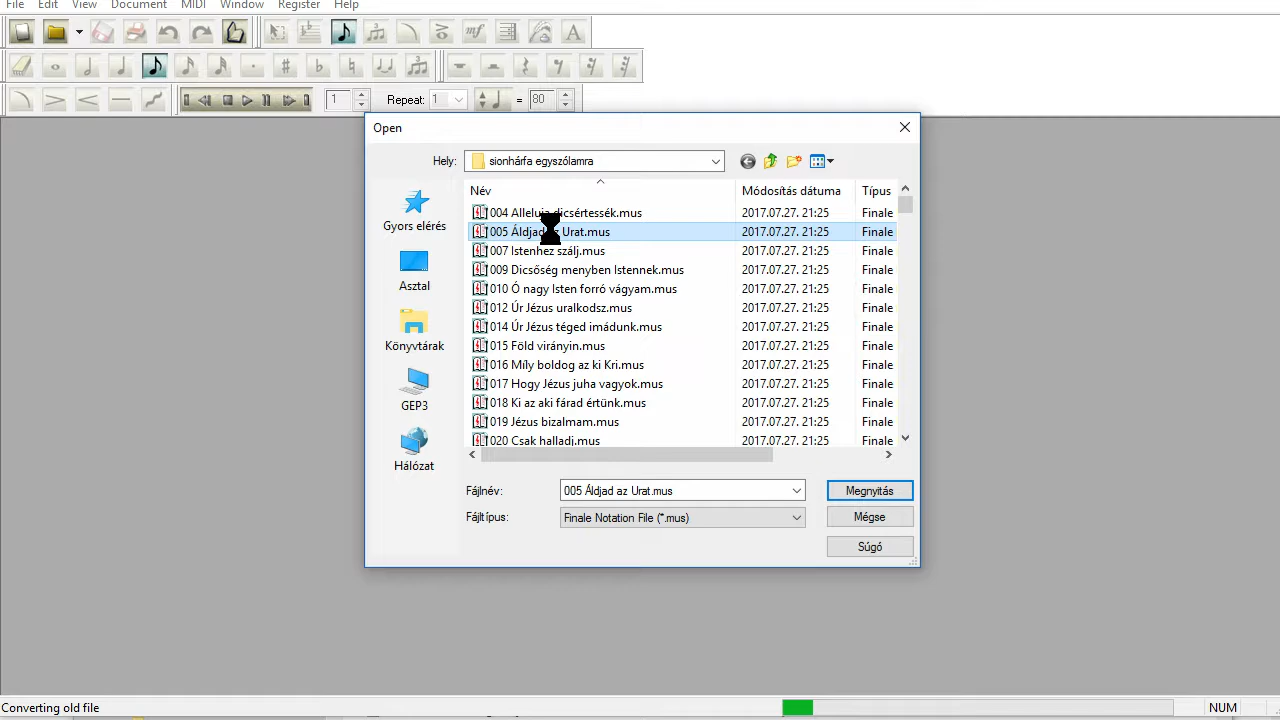 File Edit View Document MIDI Window Register Help
mf
A
1 Repeat: 1 = 80
Open
Hely: sionhárfa egyszólamra
Név Módosítás dátuma Típus
004 Alleluja dicsértessék.mus 2017.07.27. 21:25 Finale
005 Áldjad Urat.mus 2017.07.27. 21:25 Finale
007 Istenhez szálj.mus 2017.07.27. 21:25 Finale
009 Dicsőség menyben Istennek.mus 2017.07.27. 21:25 Finale
010 Ó nagy Isten forró vágyam.mus 2017.07.27. 21:25 Finale
012 Úr Jézus uralkodsz.mus 2017.07.27. 21:25 Finale
014 Úr Jézus téged imádunk.mus 2017.07.27. 21:25 Finale
015 Föld virányin.mus 2017.07.27. 21:25 Finale
016 Míly boldog az ki Kri.mus 2017.07.27. 21:25 Finale
017 Hogy Jézus juha vagyok.mus 2017.07.27. 21:25 Finale
018 Ki az aki fárad értünk.mus 2017.07.27. 21:25 Finale
019 Jézus bizalmam.mus 2017.07.27. 21:25 Finale
020 Csak halladj.mus 2017.07.27. 21:25 Finale
Gyors elérés
Asztal
Könyvtárak
GEP3
Hálózat
Fájlnév: 005 Áldjad az Urat.mus Megnyitás
Fájltípus: Finale Notation File (*.mus) Mégse
Súgó
Converting old file NUM